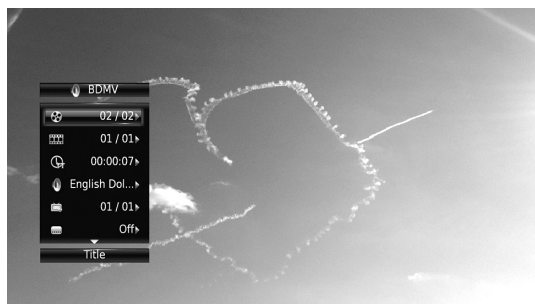 BDMV
02 / 02
01 / 01
00:00:07
English Dol...
01 / 01
Off
Title